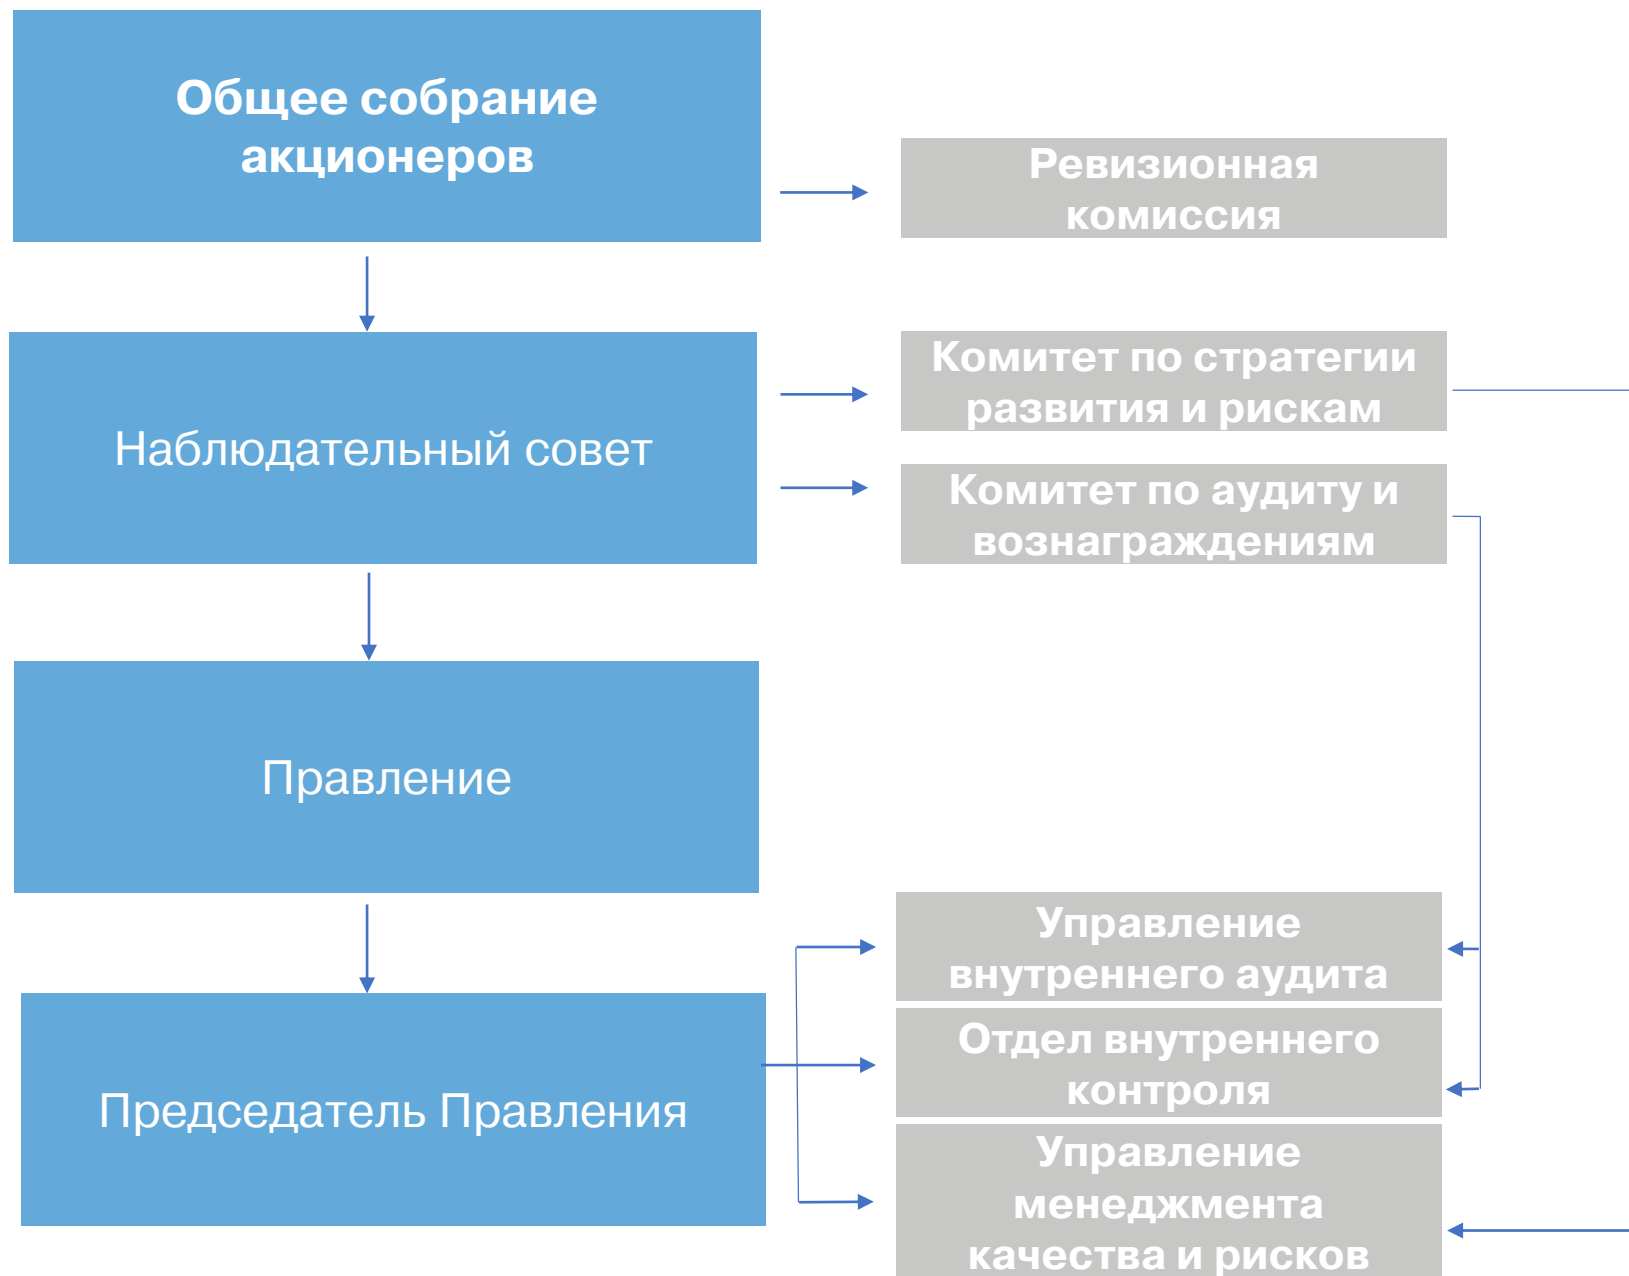 Общее собрание
акционеров
Ревизионная
комиссия
Наблюдательный совет
Комитет по стратегии
развития и рискам
Комитет по аудиту и
вознаграждениям
Правление
Председатель Правления
Управление
внутреннего аудита
Отдел внутреннего
контроля
Управление
менеджмента
качества и рисков